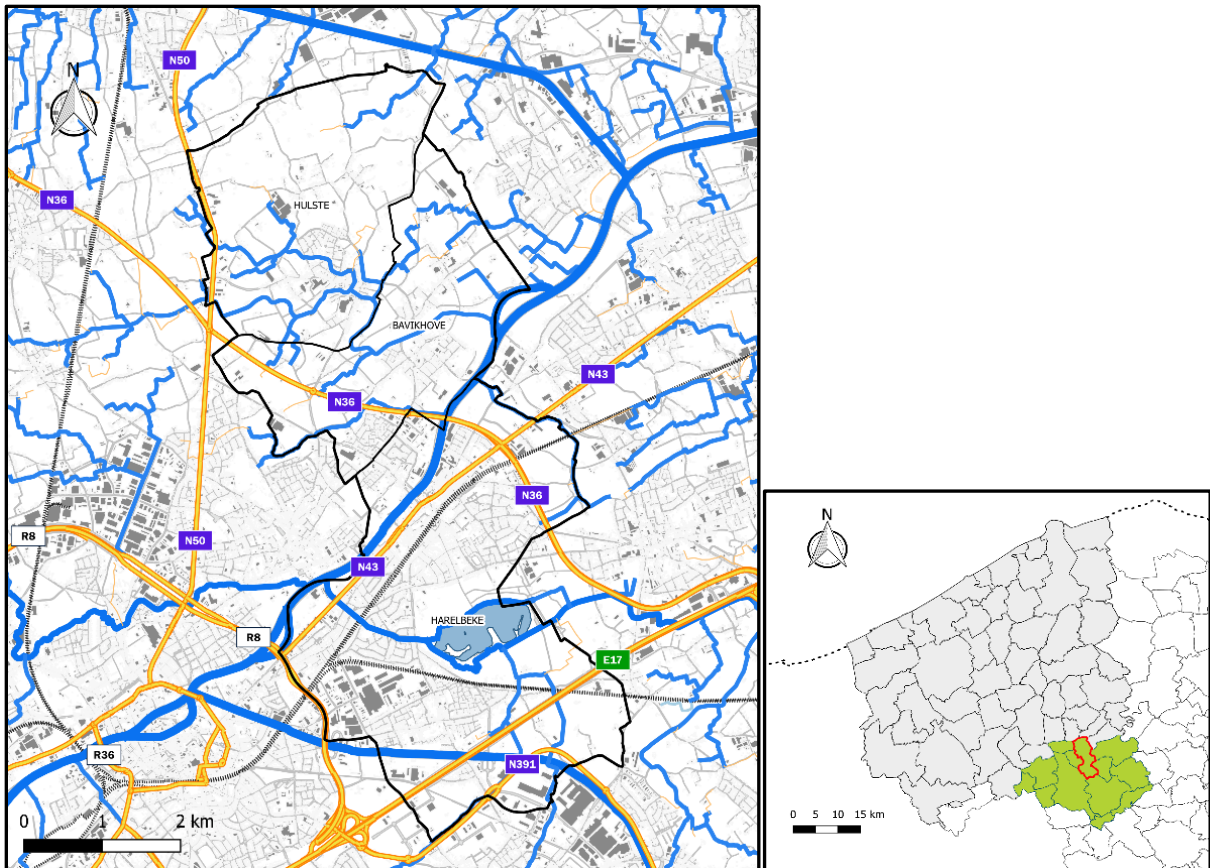 N50
N
N36
HULSTE
BAVIKHOVE
N43
N36
N36
R8
N50
N43
HARELBEKE
R8
E17
R36
N391
0 1 2 km
N
0 5 10 15 km